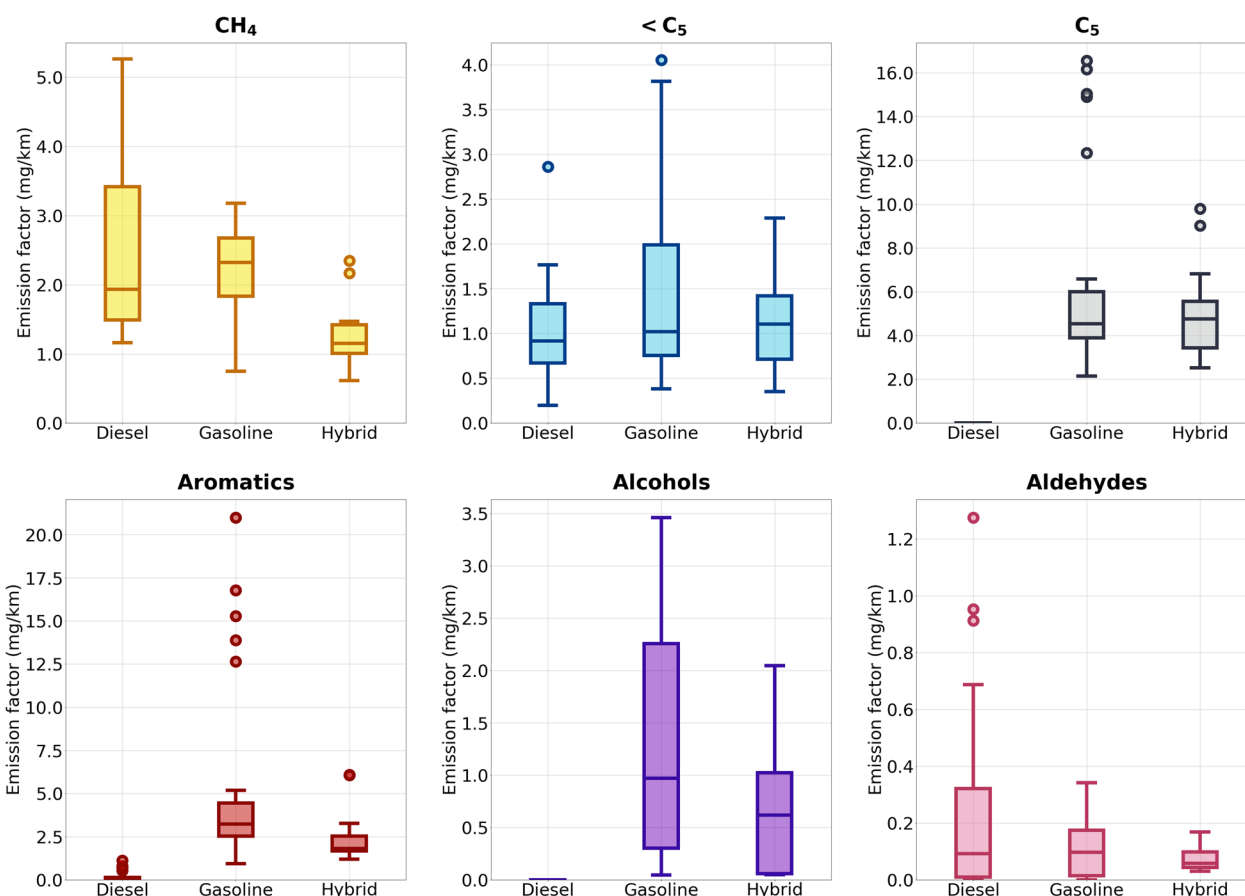 CH₄
Emission factor (mg/km)
5.0
4.0
3.0
2.0
1.0
0.0
Diesel Gasoline Hybrid
< C₅
Emission factor (mg/km)
4.0
3.5
3.0
2.5
2.0
1.5
1.0
0.5
0.0
Diesel Gasoline Hybrid
C₅
Emission factor (mg/km)
16.0
14.0
12.0
10.0
8.0
6.0
4.0
2.0
0.0
Diesel Gasoline Hybrid
Aromatics
Emission factor (mg/km)
20.0
17.5
15.0
12.5
10.0
7.5
5.0
2.5
0.0
Diesel Gasoline Hybrid
Alcohols
Emission factor (mg/km)
3.5
3.0
2.5
2.0
1.5
1.0
0.5
0.0
Diesel Gasoline Hybrid
Aldehydes
Emission factor (mg/km)
1.2
1.0
0.8
0.6
0.4
0.2
0.0
Diesel Gasoline Hybrid